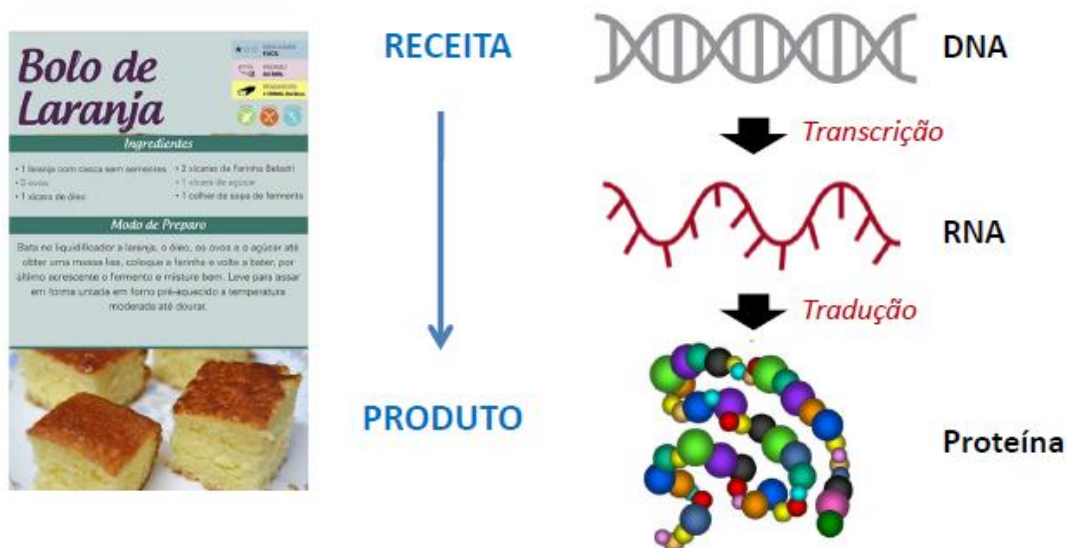 Bolo de
Laranja
FÁCIL
Ingredientes
• 1 laranja com casca sem sementes
• 3 ovos
• 1 xícara de óleo
• 2 xícaras de Farinha
• 1 xícara de açúcar
• 1 colher de sopa de fermento
Modo de Preparo
Bata no liquidificador a laranja, o óleo, os ovos e o açúcar até
obter uma massa lisa, coloque a farinha e volte a bater, por
último acrescente o fermento e misture bem. Leve para assar
em forma untada em forno pré-aquecido a temperatura
moderada até dourar.
RECEITA
PRODUTO
DNA
Transcrição
RNA
Tradução
Proteína